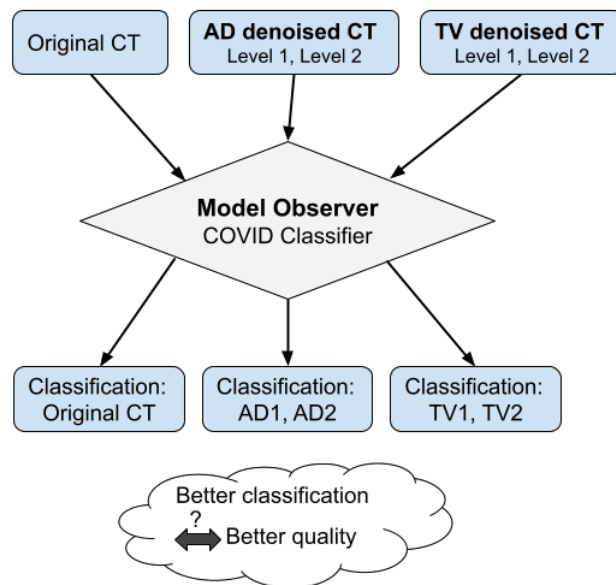 Original CT
AD denoised CT
Level 1, Level 2
TV denoised CT
Level 1, Level 2
Model Observer
COVID Classifier
Classification:
Original CT
Classification:
AD1, AD2
Classification:
TV1, TV2
Better classification
?
Better quality